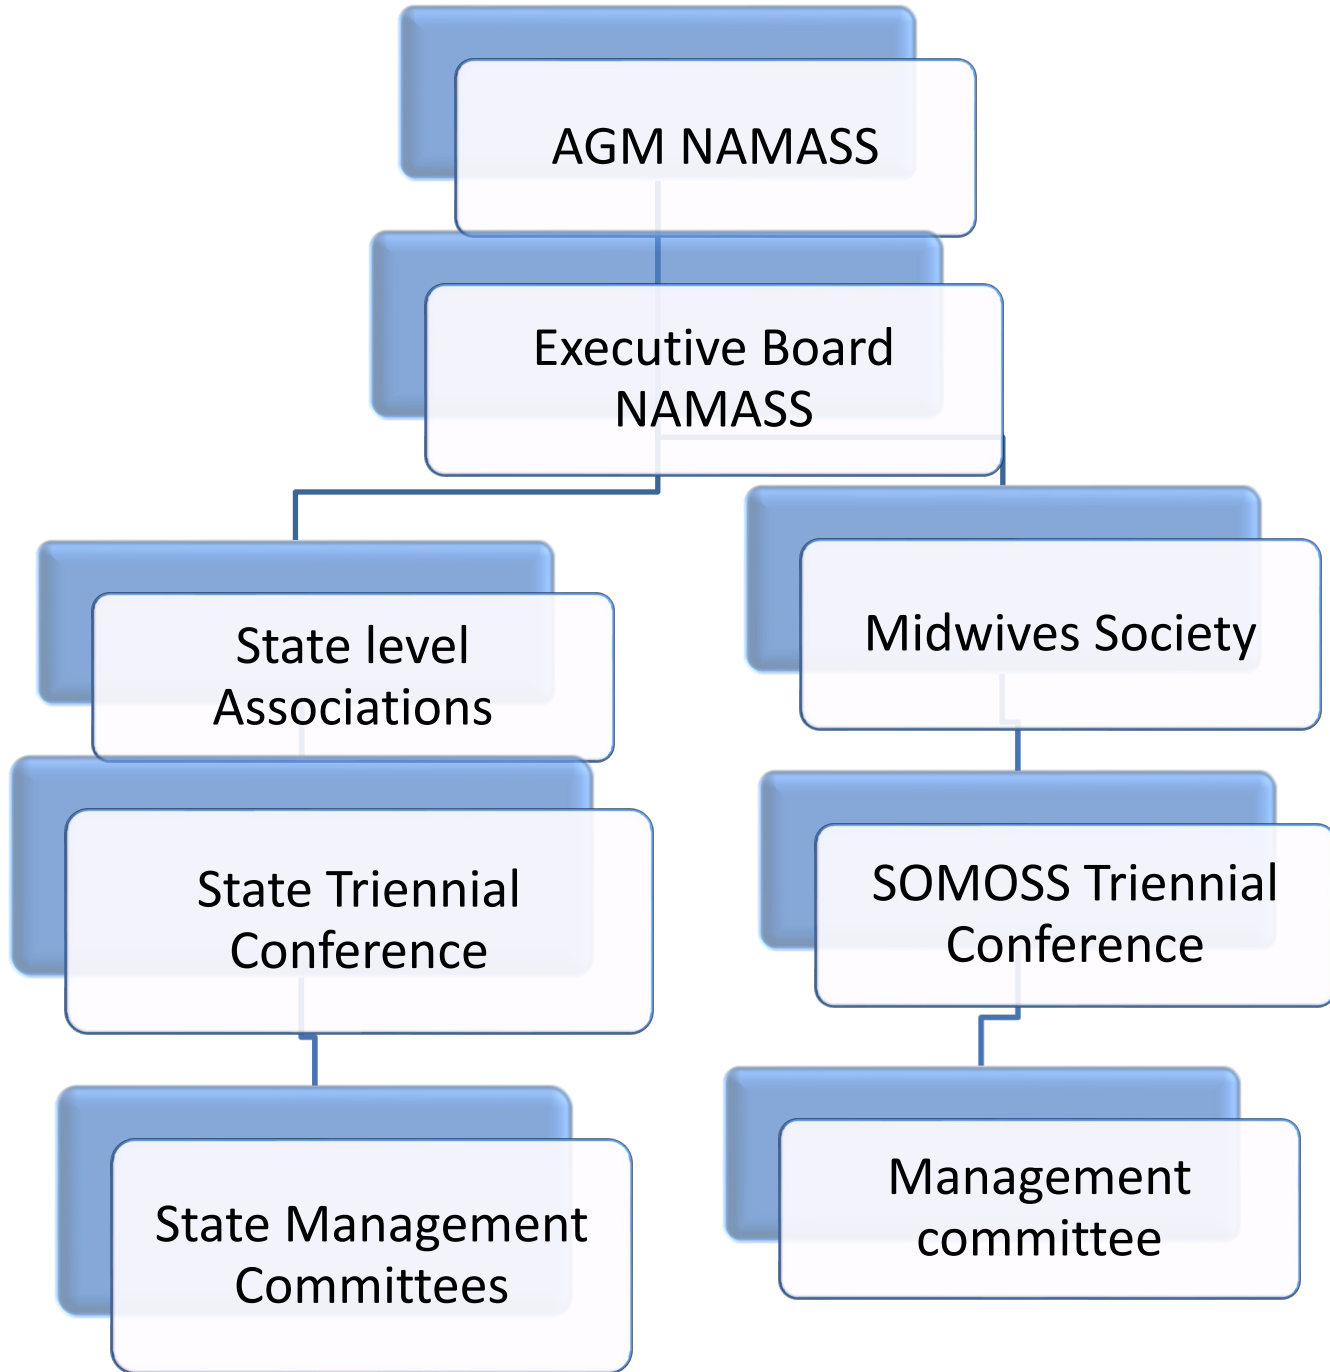 AGM NAMASS
Executive Board
NAMASS
State level
Associations
Midwives Society
State Triennial
Conference
SOMOSS Triennial
Conference
State Management
Committees
Management
committee